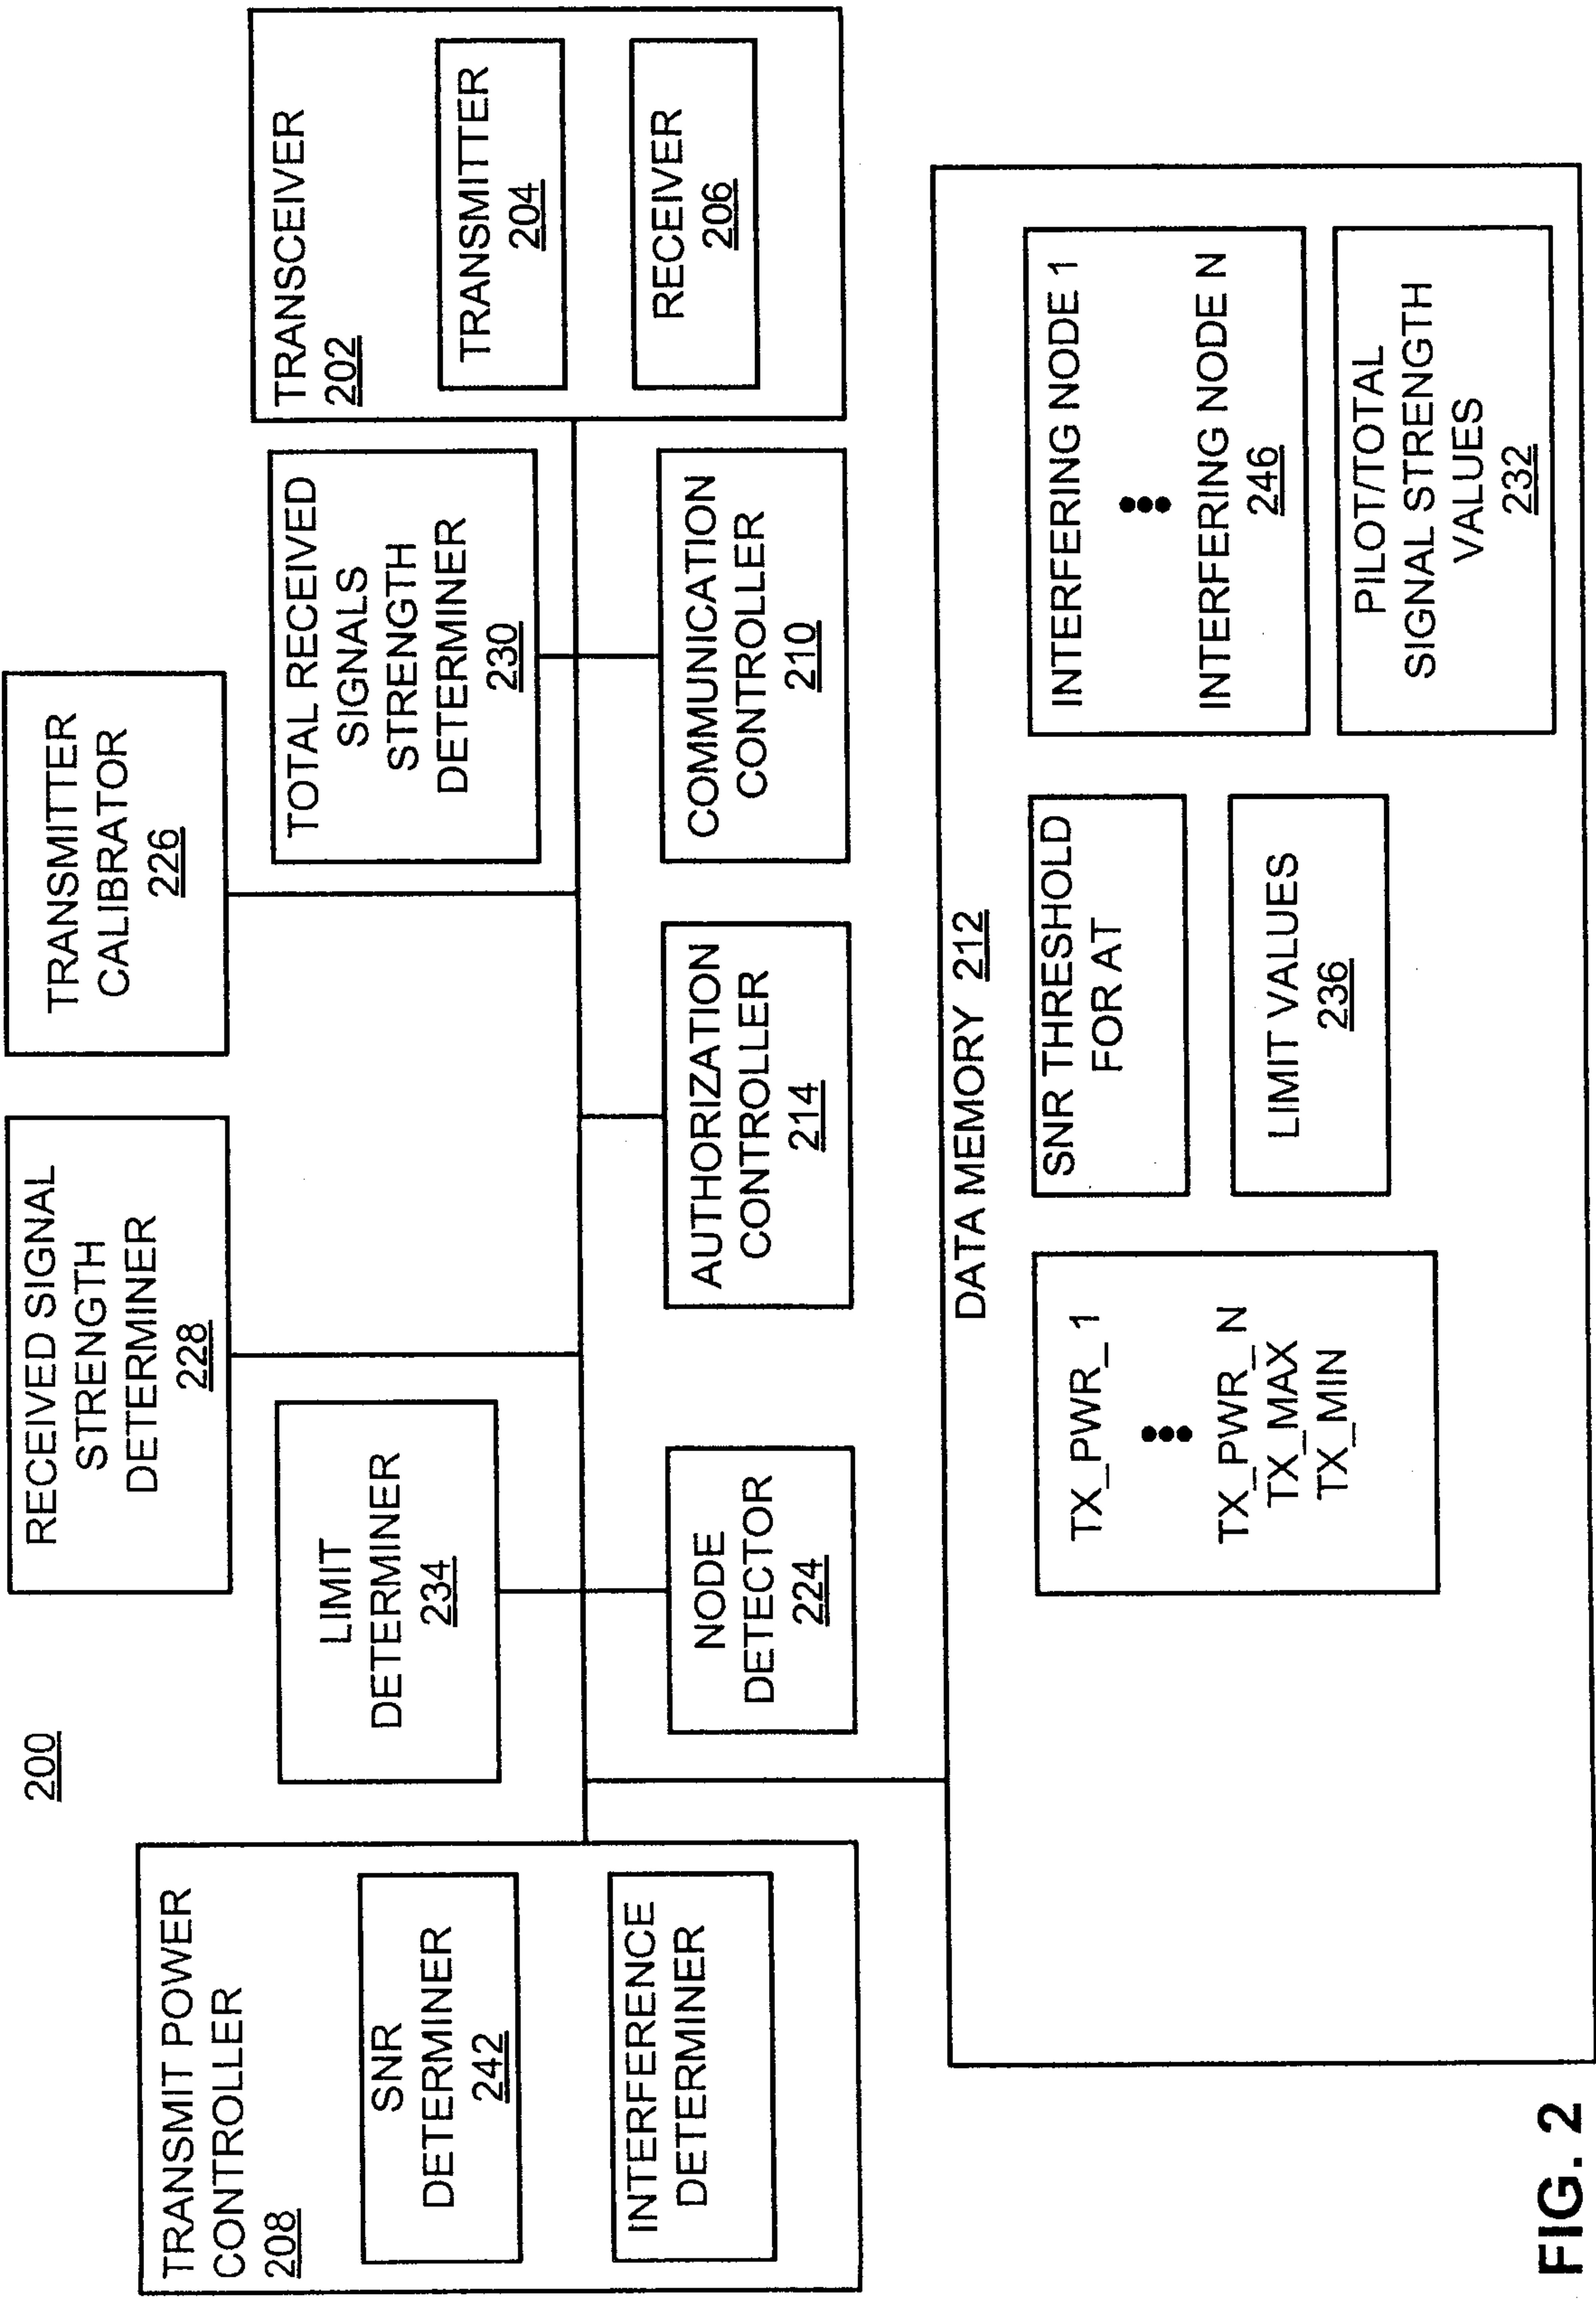 200
RECEIVED SIGNAL
STRENGTH
DETERMINER
228
TRANSMITTER
CALIBRATOR
226
TRANSMIT POWER
CONTROLLER
208
SNR
DETERMINER
242
INTERFERENCE
DETERMINER
LIMIT
DETERMINER
234
TOTAL RECEIVED
SIGNALS
STRENGTH
DETERMINER
230
TRANSCEIVER
202
TRANSMITTER
204
RECEIVER
206
NODE
DETECTOR
224
AUTHORIZATION
CONTROLLER
214
COMMUNICATION
CONTROLLER
210
DATA MEMORY 212
TX_PWR_1
TX_PWR_N
TX_MAX
TX_MIN
SNR THRESHOLD
FOR AT
LIMIT VALUES
236
INTERFERING NODE 1
INTERFERING NODE N
246
PILOT/TOTAL
SIGNAL STRENGTH
VALUES
232
FIG. 2